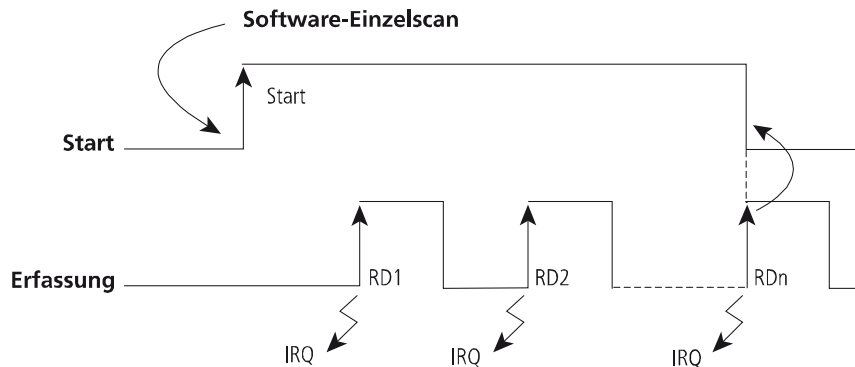 Software-Einzelscan
Start
Start
Erfassung
RD1
RD2
RDn
IRQ
IRQ
IRQ